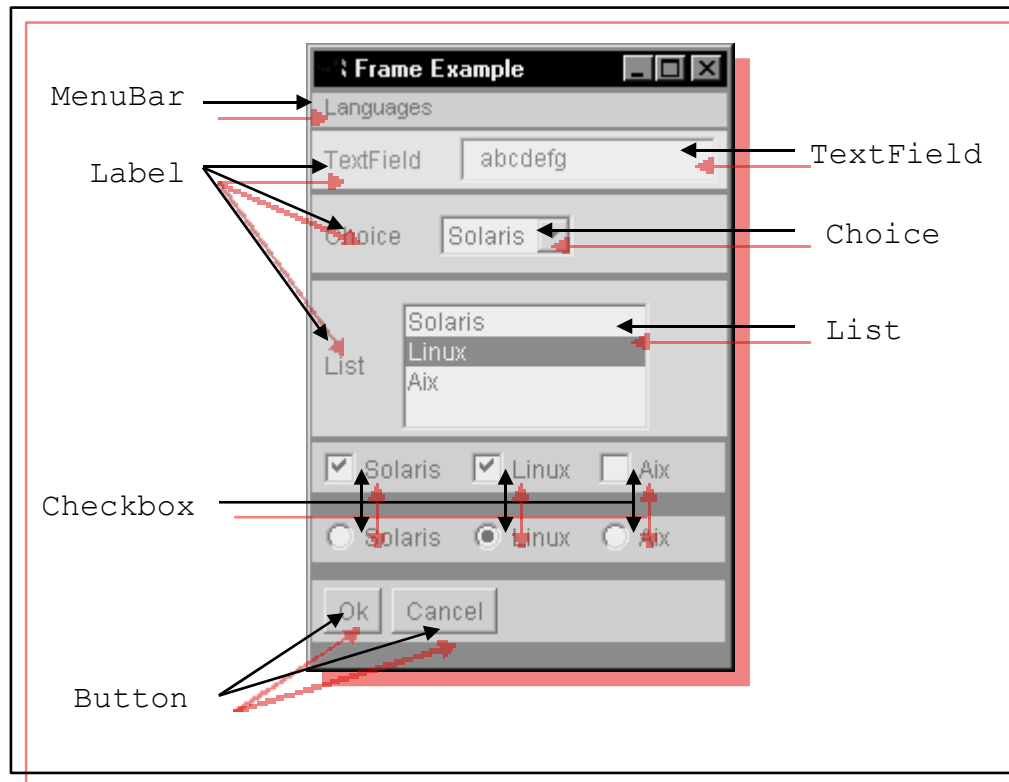 Frame Example
MenuBar
Languages
TextField abcdefg
TextField
Label
Choice Solaris
Choice
Solaris
List
Linux
List
Aix
Solaris Linux Aix
Checkbox
Solaris Linux Aix
Ok Cancel
Button